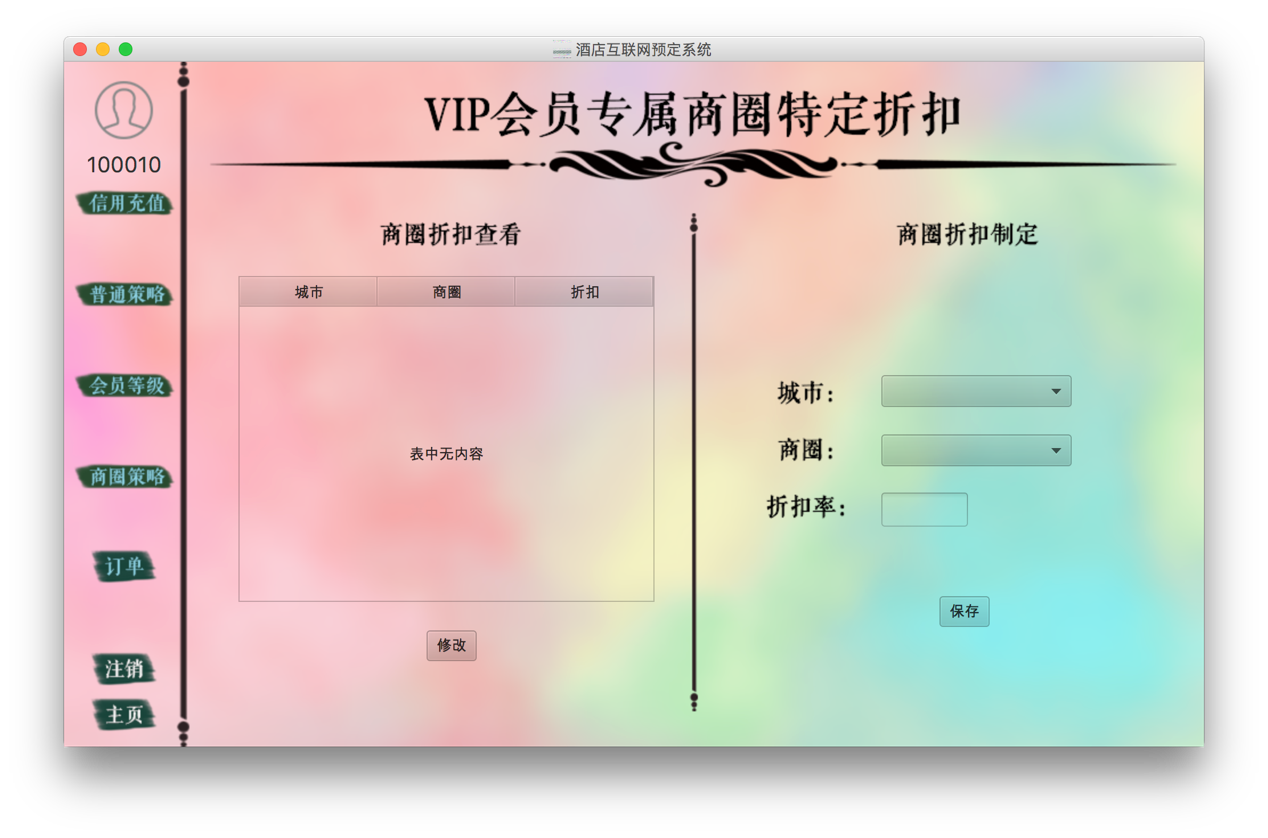 酒店互联网预定系统
100010
信用充值
普通策略
会员等级
商圈策略
订单
注销
主页
VIP会员专属商圈特定折扣
商圈折扣查看
城市 商圈 折扣
表中无内容
修改
商圈折扣制定
城市：
商圈：
折扣率：
保存